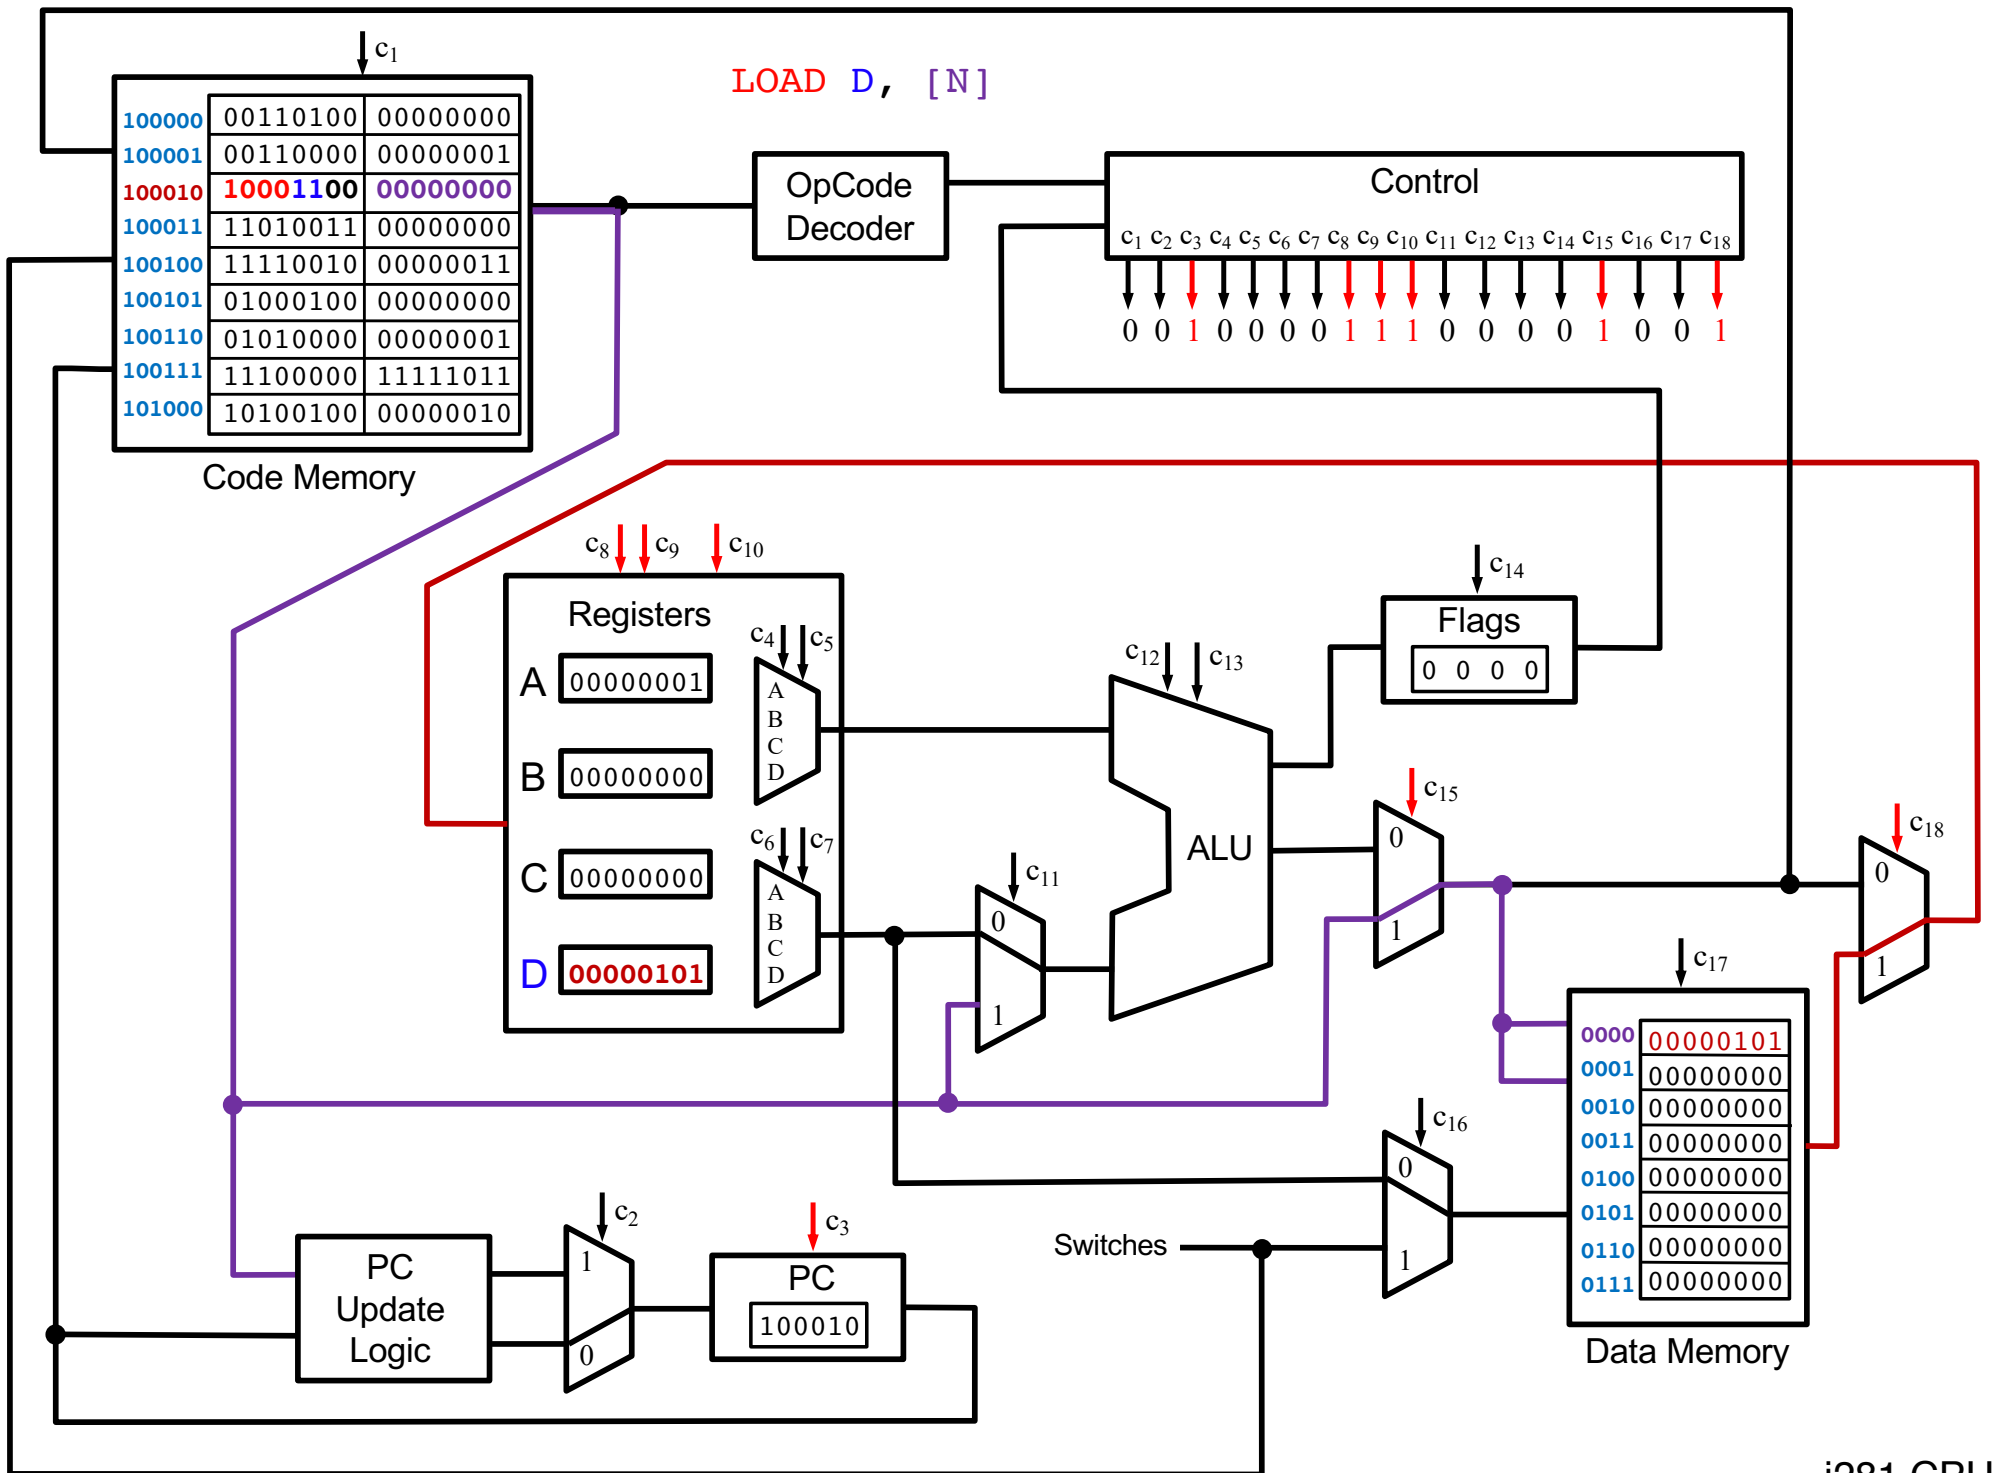 c1
LOAD D, [N]
100000 00110100 00000000
100001 00110000 00000001
100010 10001100 00000000
100011 11010011 00000000
100100 11110010 00000011
100101 01000100 00000000
100110 01010000 00000001
100111 11100000 11111011
101000 10100100 00000010
Code Memory
OpCode
Decoder
Control
c1 c2 c3 c4 c5 c6 c7 c8 c9 c10 c11 c12 c13 c14 c15 c16 c17 c18
0 0 1 0 0 0 0 1 1 1 0 0 0 0 1 0 0 1
c8 c9 c10
Registers
A 00000001
B 00000000
C 00000000
D 00000101
c4 c5
A
B
C
D
c6 c7
A
B
C
D
c11
0
1
c12 c13
ALU
c14
Flags
0 0 0 0
c15
0
1
c18
0
1
c17
0000 00000101
0001 00000000
0010 00000000
0011 00000000
0100 00000000
0101 00000000
0110 00000000
0111 00000000
Data Memory
c16
0
1
Switches
PC
Update
Logic
c2
1
0
c3
PC
100010
i281 CPU